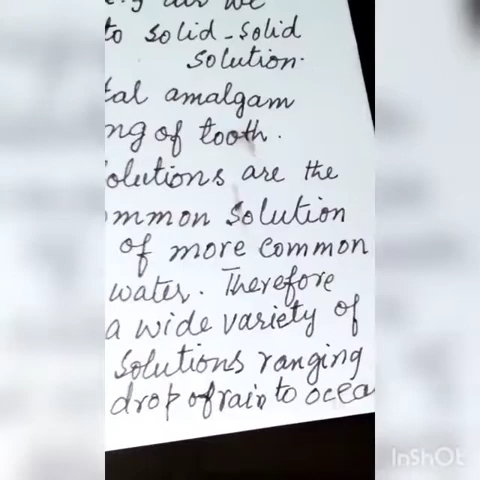 to solid-solid
solution.
tal amalgam
ng of tooth.
olutions are the
mmon solution
of more common
water. Therefore
a wide variety of
solutions ranging
drop of rain to ocea
InShOt